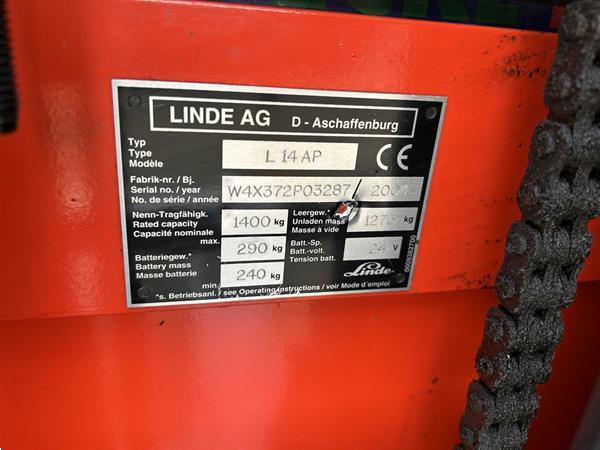 LINDE AG D - Aschaffenburg
Typ
Type
Modèle
L 14 AP
CE
Fabrik-nr. / Bj.
Serial no. / year
No. de série / année
W4X372P03287 / 2004
Nenn-Tragfähigk.
Rated capacity
Capacité nominale
1400 kg
Leergew.*
Unladen mass
Masse à vide
kg
max.
Batteriegew.*
Battery mass
Masse batterie
290 kg
240 kg
min.
Batt.-Sp.
Batt.-volt.
Tension batt.
24 V
Linde
*s. Betriebsanl. / see Operating Instructions / voir Mode d'emploi